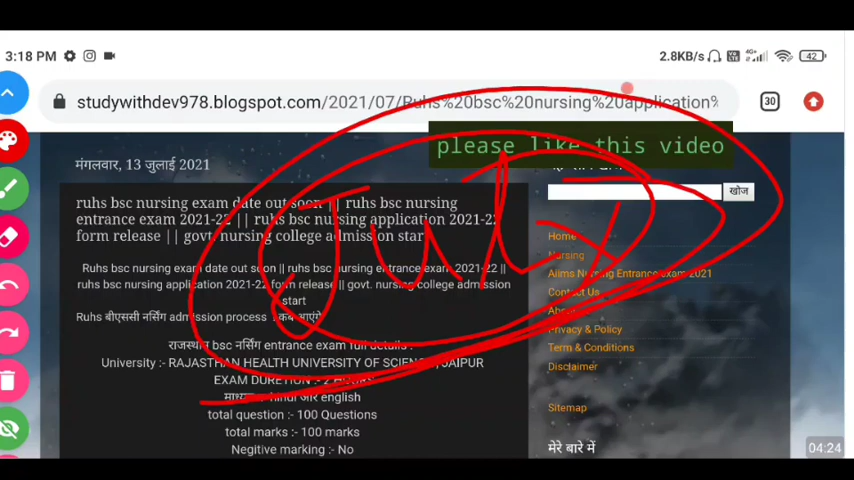 3:18 PM
2.8KB/s
4G+
42
studywithdev978.blogspot.com/2021/07/Ruhs%20bsc%20nursing%20application%
30
please like this video
मंगलवार, 13 जुलाई 2021
खोज
ruhs bsc nursing exam date out soon || ruhs bsc nursing
entrance exam 2021-22 || ruhs bsc nursing application 2021-22
form release || govt. nursing college admission start
Ruhs bsc nursing exam date out soon || ruhs bsc nursing entrance exam 2021-22 ||
ruhs bsc nursing application 2021-22 form release || govt. nursing college admission
start
Ruhs बीएससी नर्सिंग admission process : कब आएंगे
राजस्थान bsc नर्सिंग entrance exam full details :
University :- RAJASTHAN HEALTH UNIVERSITY OF SCIENCE, JAIPUR
EXAM DURETION :- 2 HOURS
माध्यम :- hindi और english
total question :- 100 Questions
total marks :- 100 marks
Negitive marking :- No
Home
Nursing
Aiims Nursing Entrance exam 2021
Contact Us
Privacy & Policy
Term & Conditions
Disclaimer
Sitemap
मेरे बारे में
July
04:24